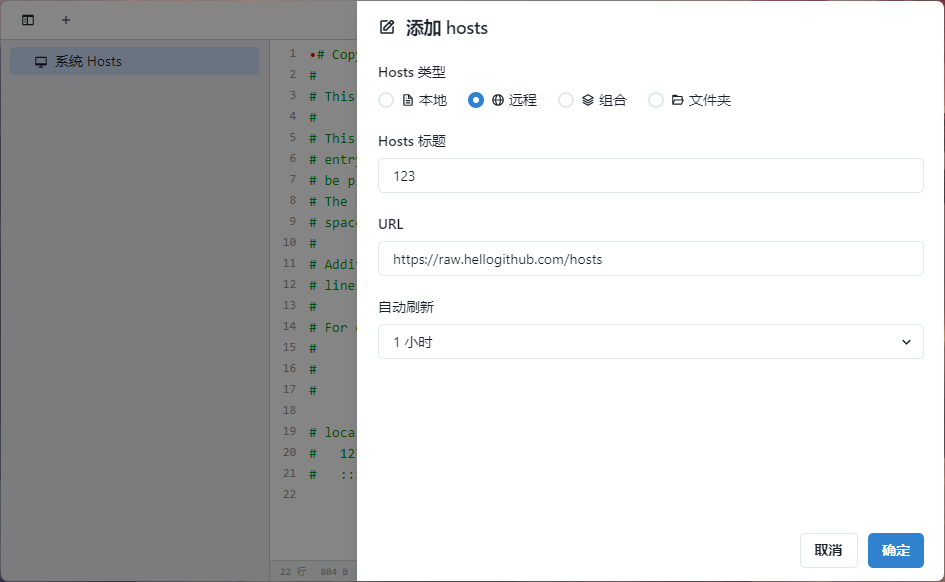 添加 hosts
系统 Hosts
Hosts 类型
本地 远程 组合 文件夹
Hosts 标题
123
URL
https://raw.hellogithub.com/hosts
自动刷新
1 小时
取消 确定
1 # Copy
2 #
3 # This
4 #
5 # This
6 # entry
7 # be p
8 # The
9 # space
10 #
11 # Addi
12 # line
13 #
14 # For
15 #
16 #
17 #
18
19 # loca
20 # 12
21 # ::
22
22 行 804 B